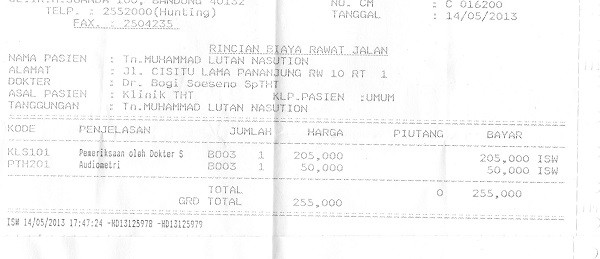 BANDUNG 40132
TELP. : 2552000(Hunting)
FAX. : 2504235
NO. CM : C 016200
TANGGAL : 14/05/2013
RINCIAN BIAYA RAWAT JALAN
NAMA PASIEN : Tn.MUHAMMAD LUTAN NASUTION
ALAMAT : Jl. CISITU LAMA PANANJUNG RW 10 RT 1
DOKTER : Dr. Bogi Soeseno SpTHT
ASAL PASIEN : Klinik THT KLP.PASIEN :UMUM
TANGGUNGAN : Tn.MUHAMMAD LUTAN NASUTION
KODE PENJELASAN JUMLAH HARGA PIUTANG BAYAR
KLS101 Pemeriksaan oleh Dokter S B003 1 205,000 205,000 ISW
PTH201 Audiometri B003 1 50,000 50,000 ISW
TOTAL 0 255,000
GRD TOTAL 255,000
ISW 14/05/2013 17:47:24 -HD13125978 -HD13125979